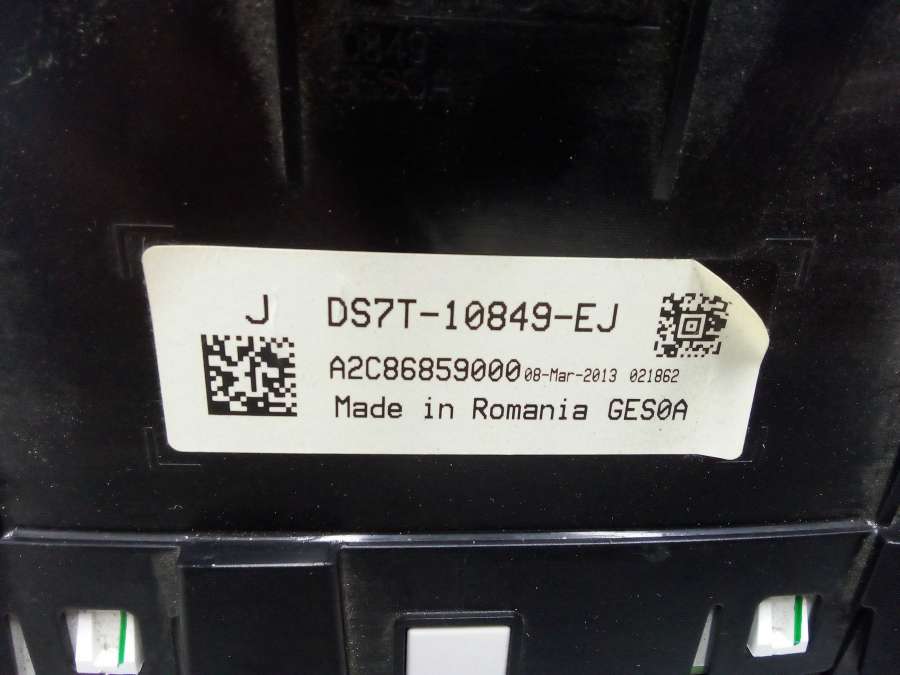 J DS7T-10849-EJ
A2C86859000 08-Mar-2013 021862
Made in Romania GES0A